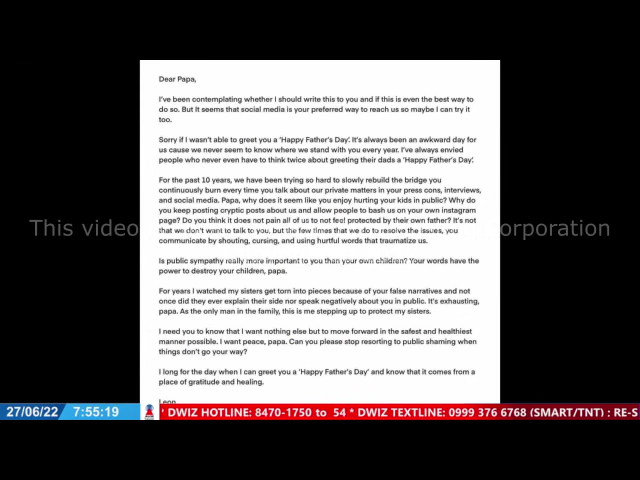 Dear Papa,
I've been contemplating whether I should write this to you and if this is even the best way to
do so. But it seems that social media is your preferred way to reach us so maybe I can try it
too.
Sorry if I wasn't able to greet you a 'Happy Father's Day'. It's always been an awkward day for
us cause we never seem to know where we stand with you every year. I've always envied
people who never even have to think twice about greeting their dads a 'Happy Father's Day'.
For the past 10 years, we have been trying so hard to slowly rebuild the bridge you
continuously burn every time you talk about our private matters in your press cons, interviews,
and social media. Papa, why does it seem like you enjoy hurting your kids in public? Why do
you keep posting cryptic posts about us and allow people to bash us on your own instagram
page? Do you think it does not pain all of us to not feel protected by their own father? It's not
that we don't want to talk to you, but the few times that we do to resolve the issues, you
communicate by shouting, cursing, and using hurtful words that traumatize us.
This video
orporation
Is public sympathy really more important to you than your own children? Your words have the
power to destroy your children, papa.
For years I watched my sisters get torn into pieces because of your false narratives and not
once did they ever explain their side nor speak negatively about you in public. It's exhausting,
papa. As the only man in the family, this is me stepping up to protect my sisters.
I need you to know that I want nothing else but to move forward in the safest and healthiest
manner possible. I want peace, papa. Can you please stop resorting to public shaming when
things don't go your way?
I long for the day when I can greet you a 'Happy Father's Day' and know that it comes from a
place of gratitude and healing.
27/06/22 7:55:19 * DWIZ HOTLINE: 8470-1750 to 54 * DWIZ TEXTLINE: 0999 376 6768 (SMART/TNT) ; RE-S